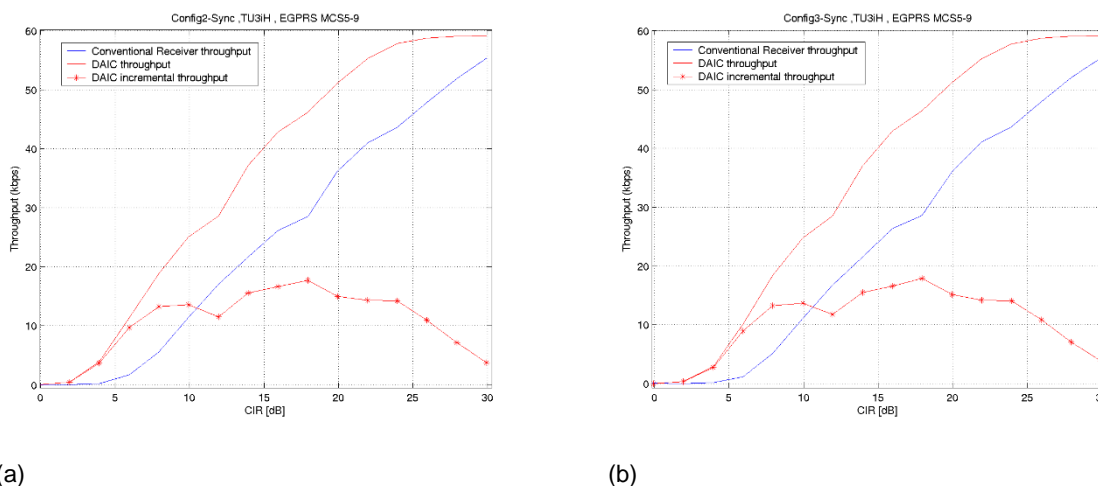 Config2-Sync ,TU3iH , EGPRS MCS5-9
60
50
40
30
20
10
0
Throughput (kbps)
Conventional Receiver throughput
DAIC throughput
DAIC incremental throughput
0 5 10 15 20 25 30
CIR [dB]
(a)
Config3-Sync ,TU3iH , EGPRS MCS5-9
60
50
40
30
20
10
0
Throughput (kbps)
Conventional Receiver throughput
DAIC throughput
DAIC incremental throughput
0 5 10 15 20 25 30
CIR [dB]
(b)